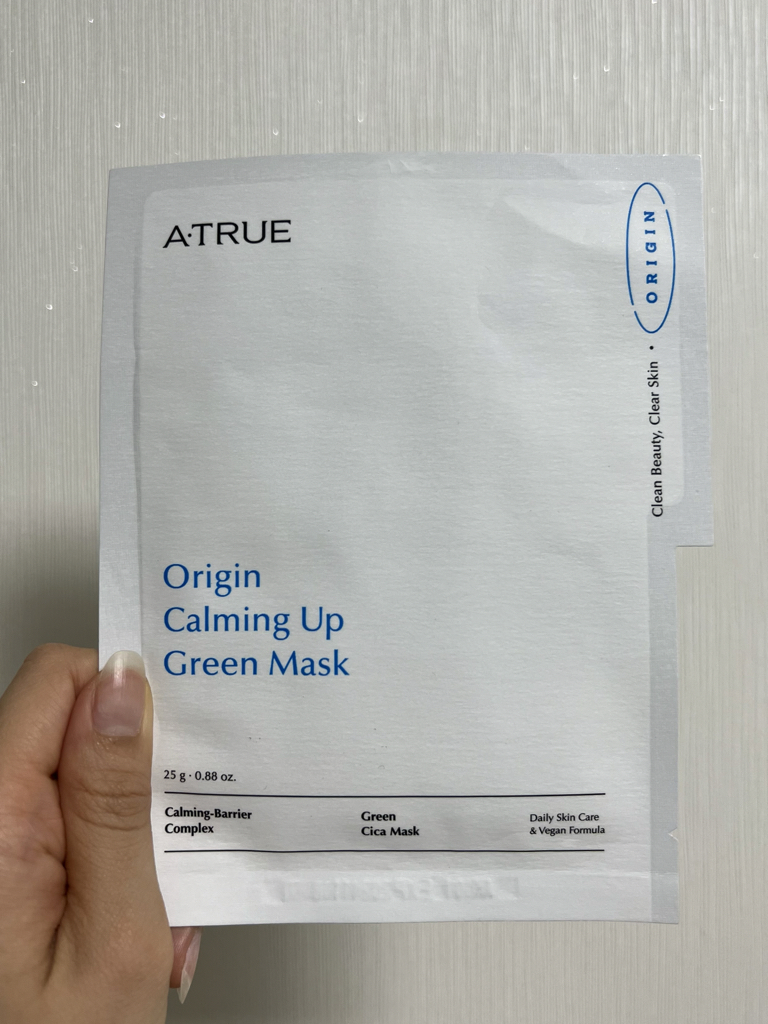 A·TRUE
ORIGIN
Clean Beauty, Clear Skin •
Origin
Calming Up
Green Mask
25 g · 0.88 oz.
Calming-Barrier
Complex
Green
Cica Mask
Daily Skin Care
& Vegan Formula